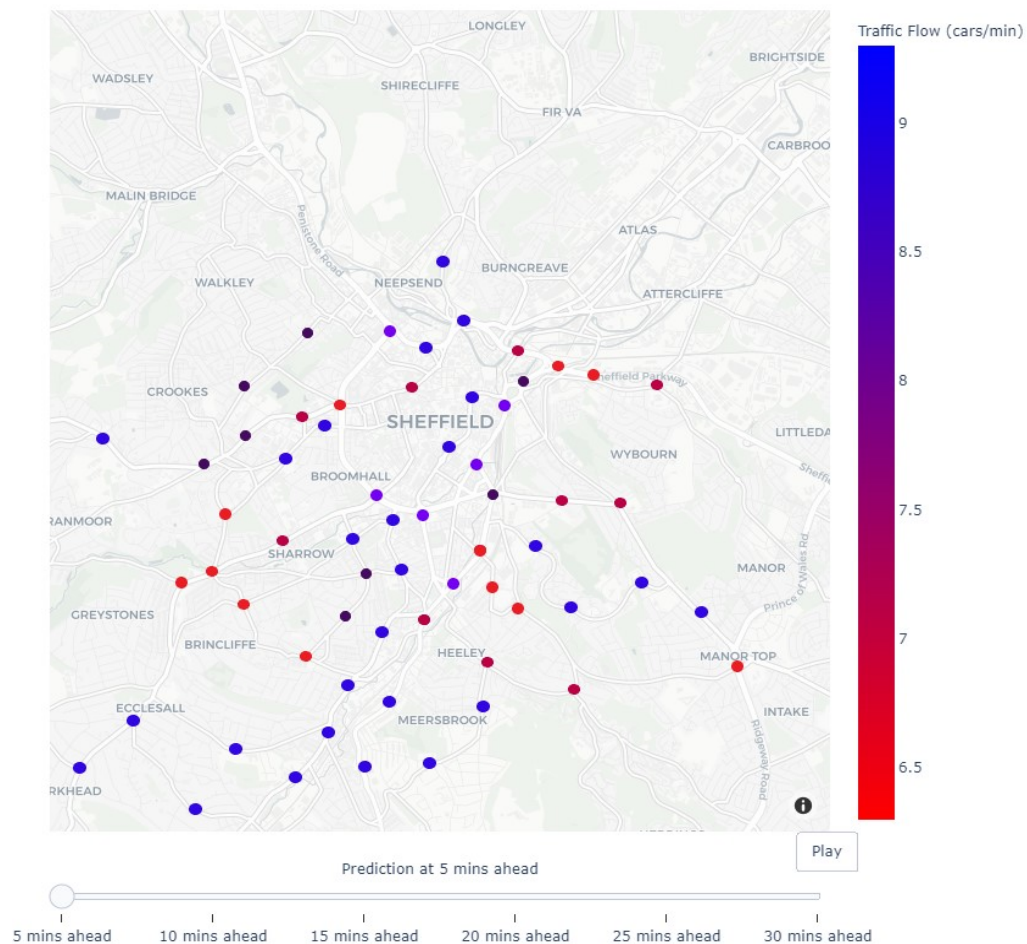 LONGLEY
Traffic Flow (cars/min)
BRIGHTSIDE
WADSLEY
SHIRECLIFFE
FIR VA
9
CARBROO
MALIN BRIDGE
Penistone Road
ATLAS
8.5
BURNGREAVE
WALKLEY
NEEPSEND
ATTERCLIFFE
Sheffield Parkway
8
CROOKES
SHEFFIELD
LITTLEDA
WYBOURN
BROOMHALL
Sheffie
7.5
RANMOOR
SHARROW
MANOR
Prince of Wales Rd
GREYSTONES
BRINCLIFFE
HEELEY
MANOR TOP
7
ECCLESALL
MEERSBROOK
INTAKE
Ridgeway Road
6.5
RKHEAD
Play
Prediction at 5 mins ahead
5 mins ahead 10 mins ahead 15 mins ahead 20 mins ahead 25 mins ahead 30 mins ahead